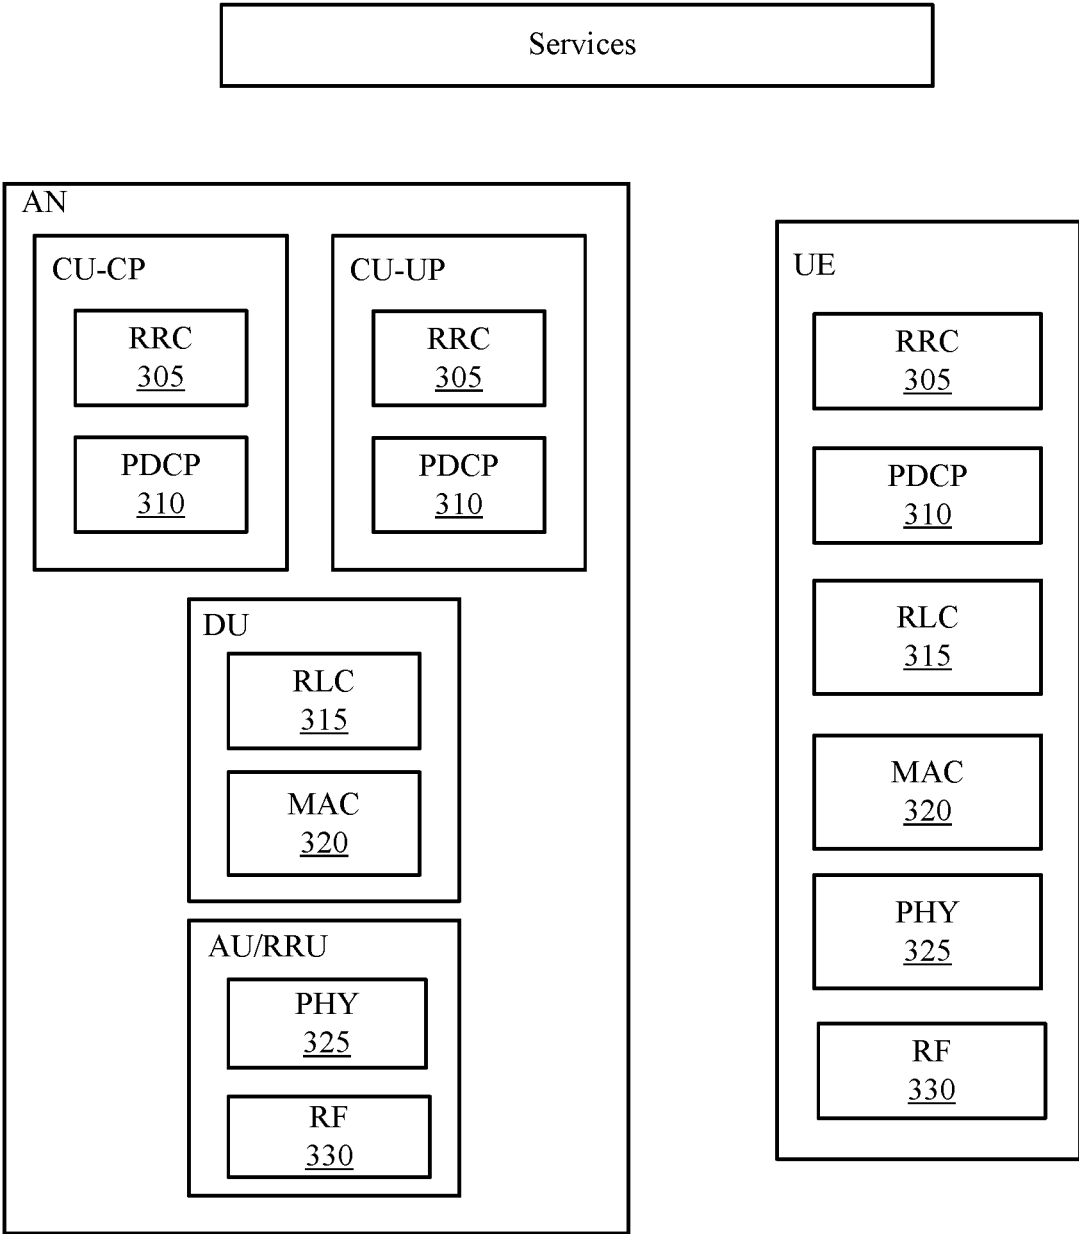 Services
AN
CU-CP
RRC
305
PDCP
310
CU-UP
RRC
305
PDCP
310
DU
RLC
315
MAC
320
AU/RRU
PHY
325
RF
330
UE
RRC
305
PDCP
310
RLC
315
MAC
320
PHY
325
RF
330